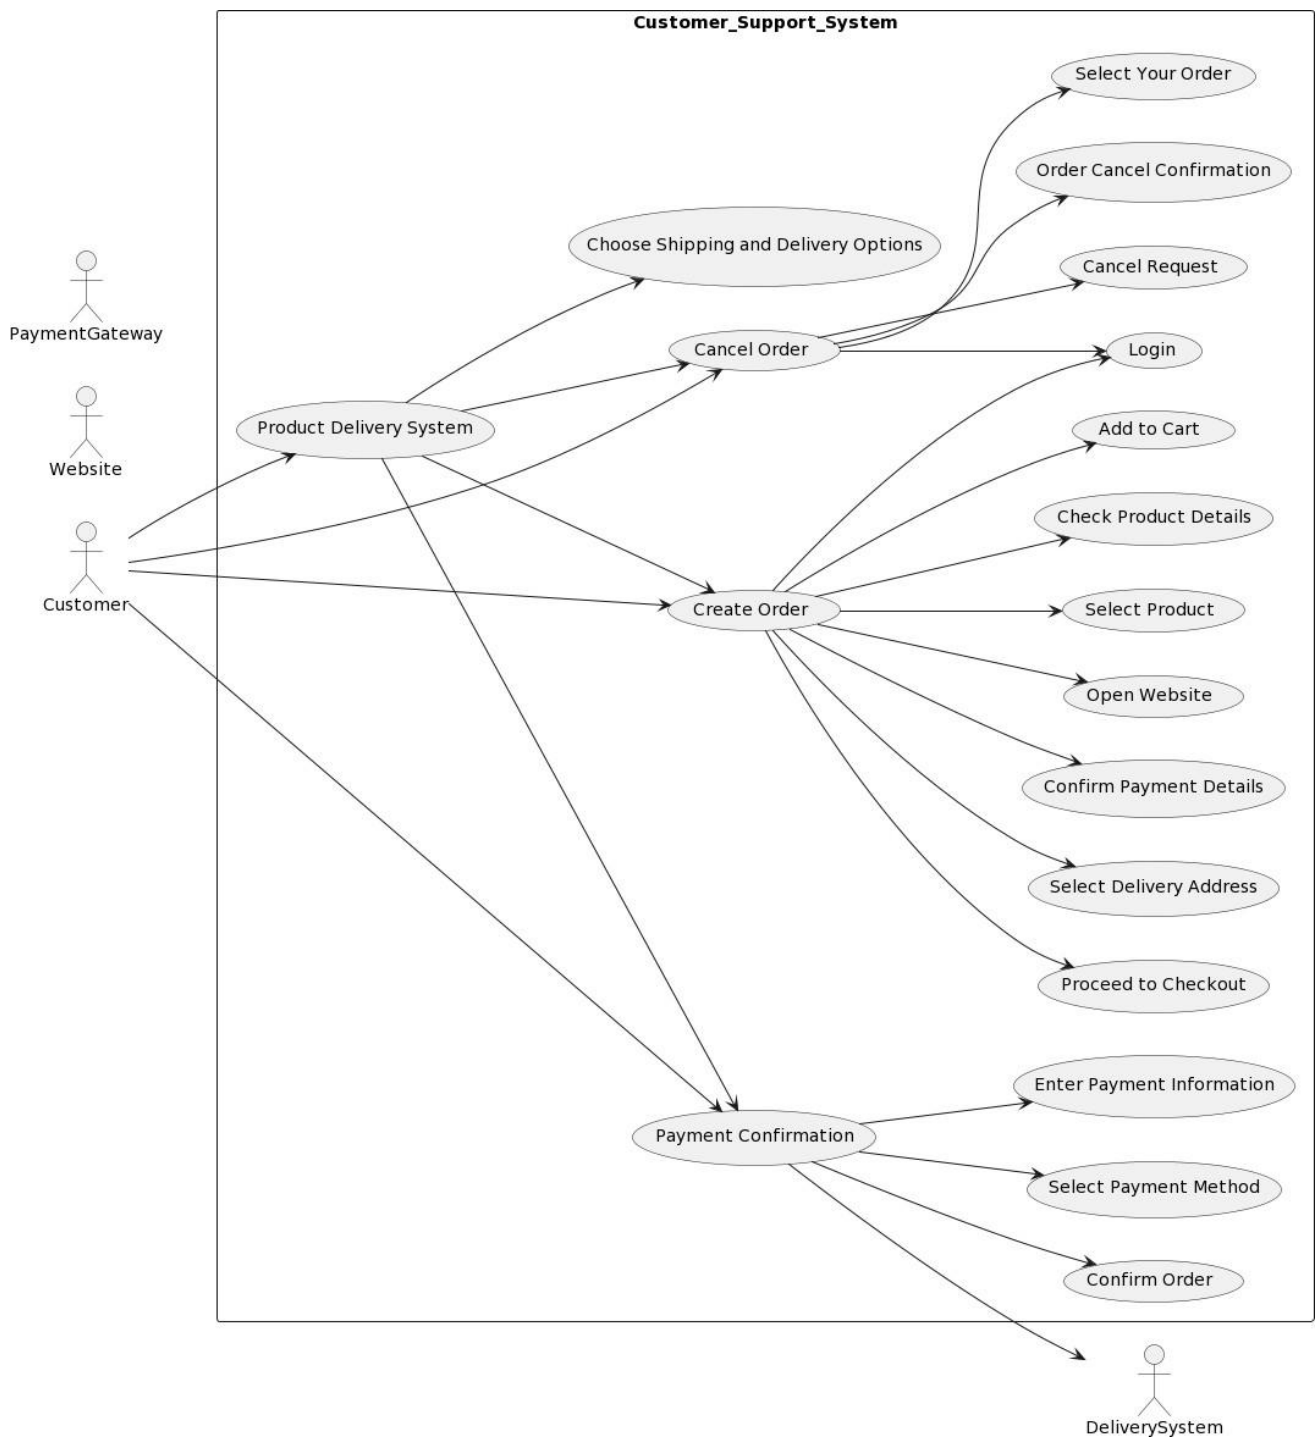 Customer_Support_System
Select Your Order
Order Cancel Confirmation
Choose Shipping and Delivery Options
Cancel Request
PaymentGateway
Cancel Order
Login
Product Delivery System
Add to Cart
Website
Check Product Details
Customer
Create Order
Select Product
Open Website
Confirm Payment Details
Select Delivery Address
Proceed to Checkout
Enter Payment Information
Payment Confirmation
Select Payment Method
Confirm Order
DeliverySystem